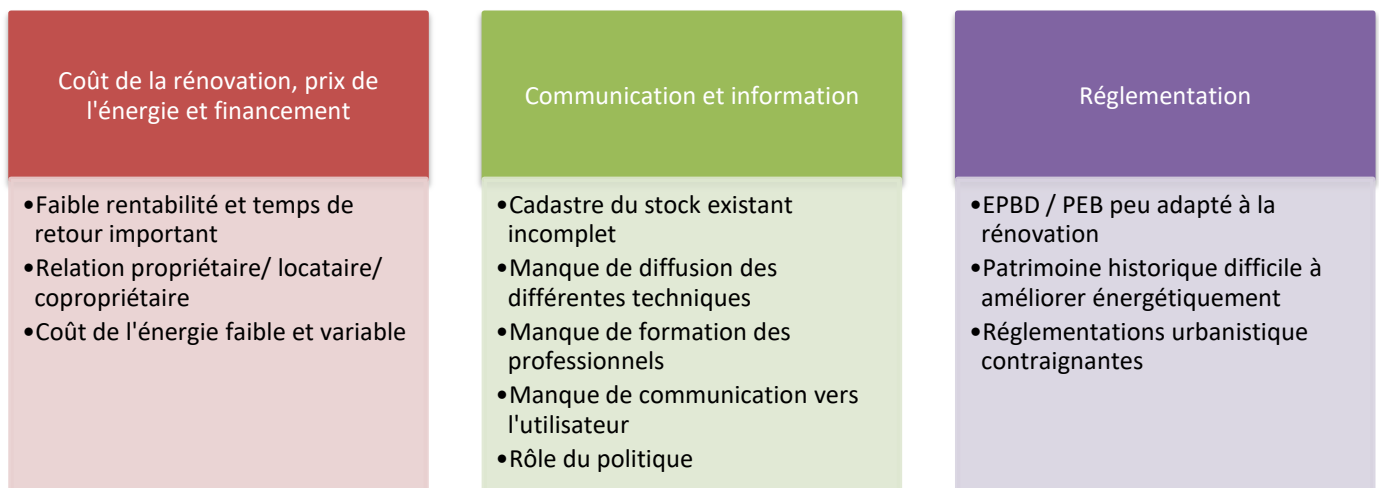 Coût de la rénovation, prix de
l'énergie et financement
•Faible rentabilité et temps de
retour important
•Relation propriétaire/ locataire/
copropriétaire
•Coût de l'énergie faible et variable
Communication et information
•Cadastre du stock existant
incomplet
•Manque de diffusion des
différentes techniques
•Manque de formation des
professionnels
•Manque de communication vers
l'utilisateur
•Rôle du politique
Réglementation
•EPBD / PEB peu adapté à la
rénovation
•Patrimoine historique difficile à
améliorer énergétiquement
•Réglementations urbanistique
contraignantes